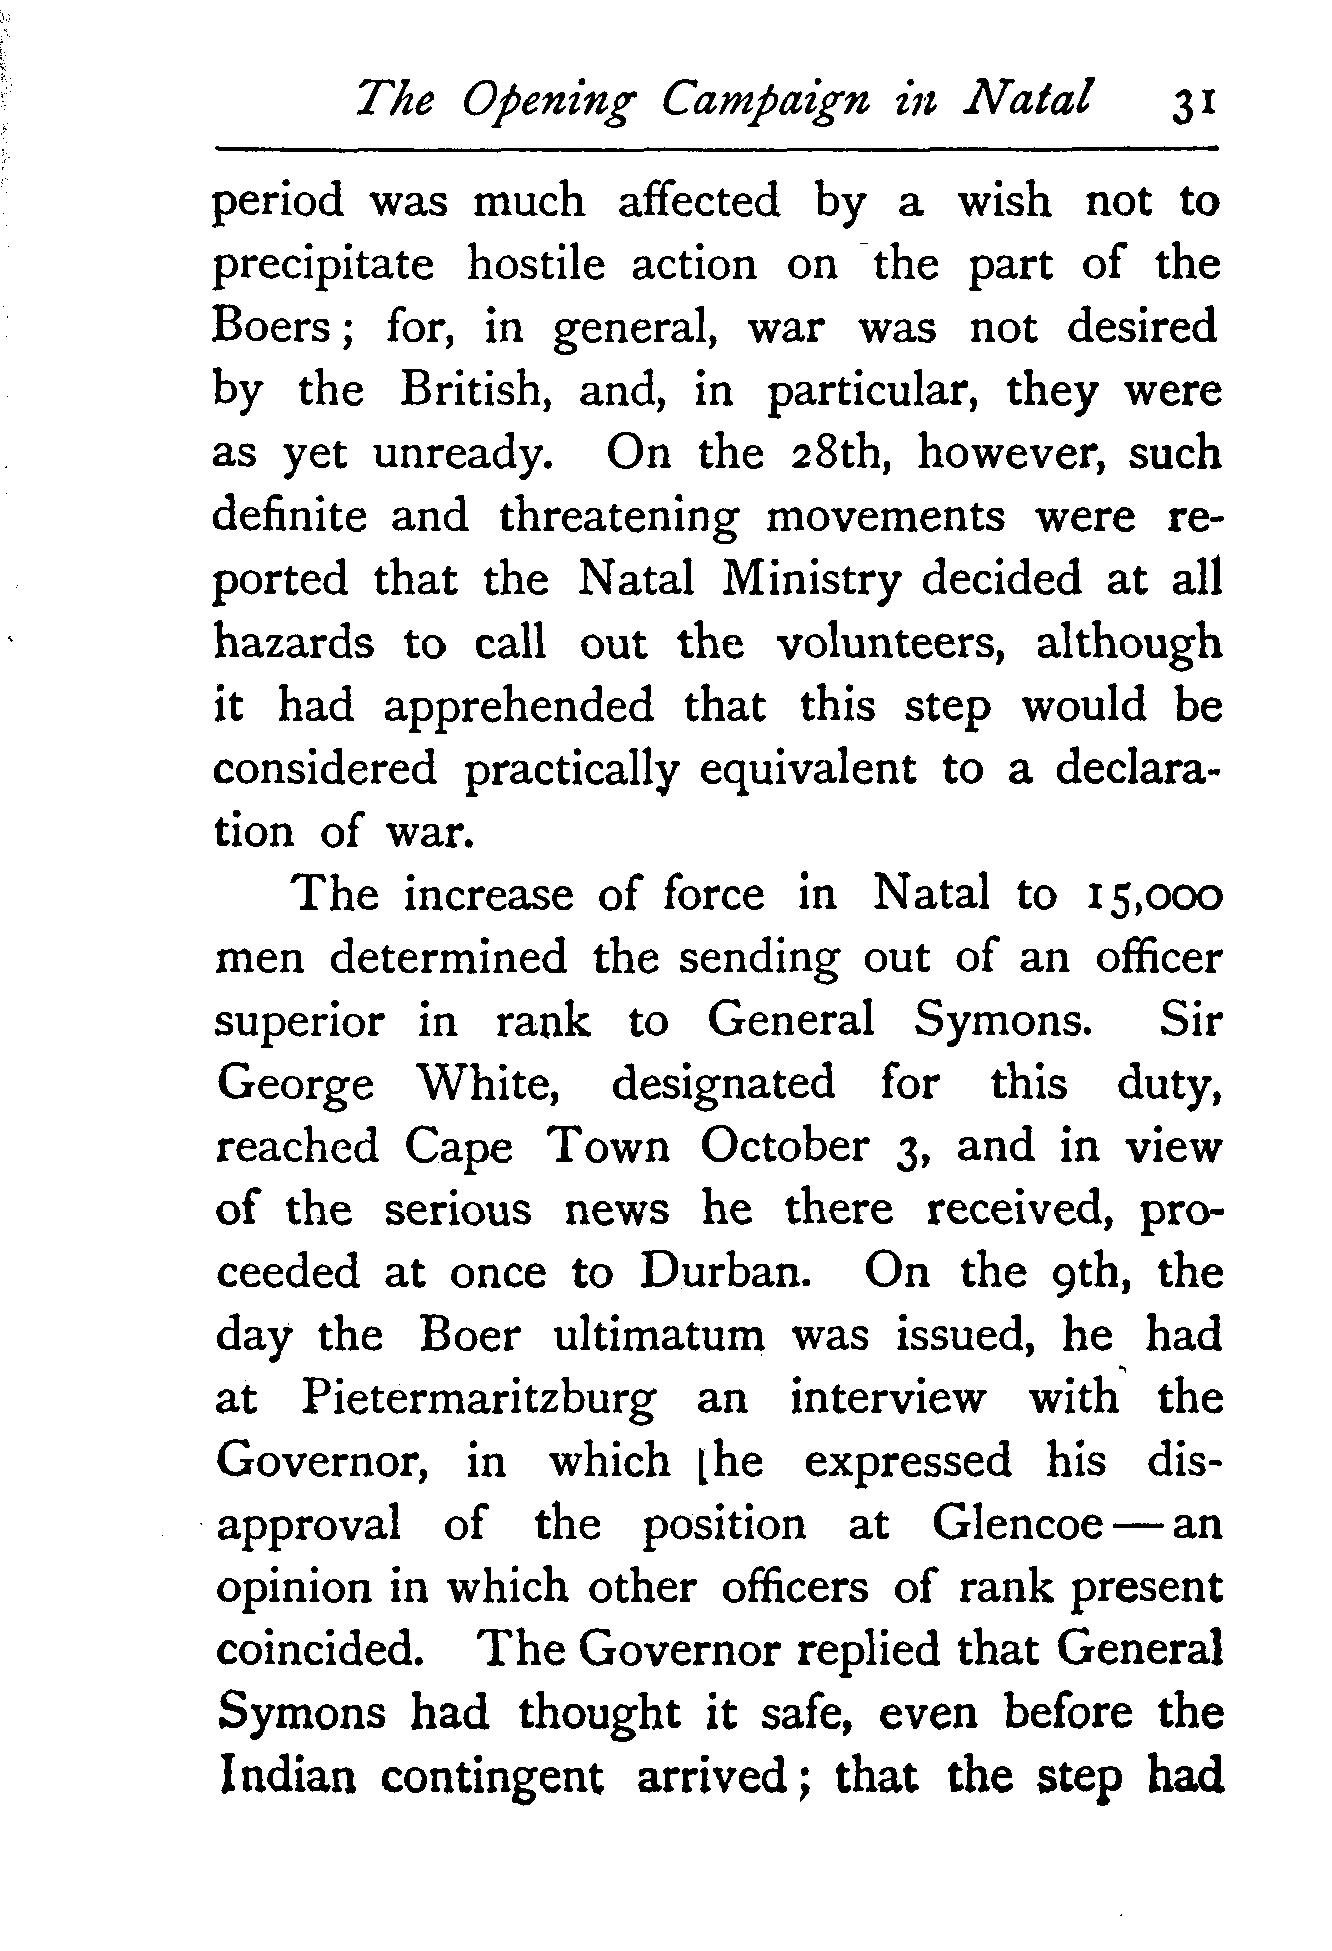 The Opening Campaign in Natal 31
period was much affected by a wish not to
precipitate hostile action on the part of the
Boers; for, in general, war was not desired
by the British, and, in particular, they were
as yet unready. On the 28th, however, such
definite and threatening movements were re-
ported that the Natal Ministry decided at all
hazards to call out the volunteers, although
it had apprehended that this step would be
considered practically equivalent to a declara-
tion of war.
The increase of force in Natal to 15,000
men determined the sending out of an officer
superior in rank to General Symons. Sir
George White, designated for this duty,
reached Cape Town October 3, and in view
of the serious news he there received, pro-
ceeded at once to Durban. On the 9th, the
day the Boer ultimatum was issued, he had
at Pietermaritzburg an interview with the
Governor, in which he expressed his dis-
approval of the position at Glencoe—an
opinion in which other officers of rank present
coincided. The Governor replied that General
Symons had thought it safe, even before the
Indian contingent arrived; that the step had